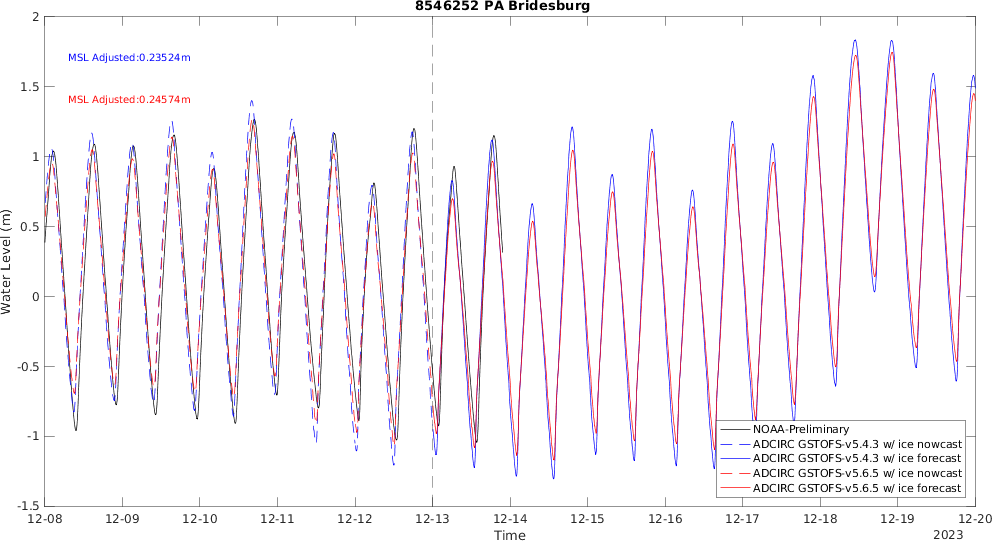 8546252 PA Bridesburg
MSL Adjusted:0.23524m
MSL Adjusted:0.24574m
Water Level (m)
2
1.5
1
0.5
0
-0.5
-1
-1.5
NOAA-Preliminary
ADCIRC GSTOFS-v5.4.3 w/ ice nowcast
ADCIRC GSTOFS-v5.4.3 w/ ice forecast
ADCIRC GSTOFS-v5.6.5 w/ ice nowcast
ADCIRC GSTOFS-v5.6.5 w/ ice forecast
12-08 12-09 12-10 12-11 12-12 12-13 12-14 12-15 12-16 12-17 12-18 12-19 12-20
Time
2023